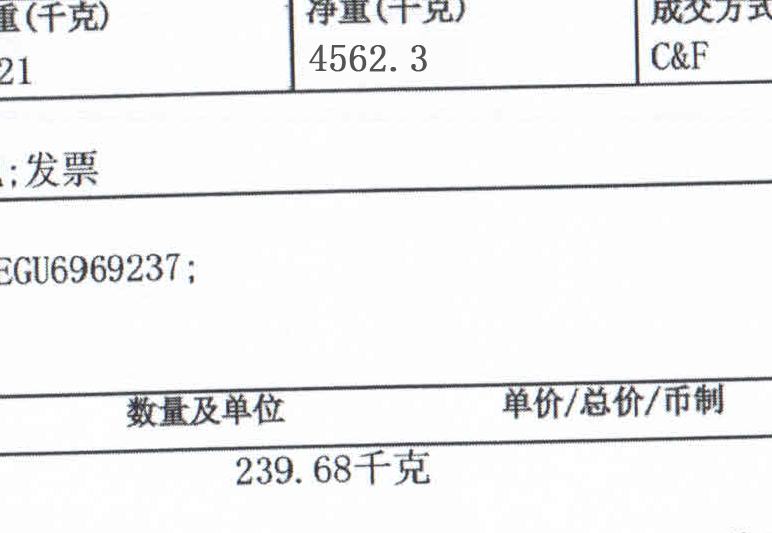 重(千克) 净重(千克) 成交方式
21 4562.3 C&F
;发票
EGU6969237;
数量及单位 单价/总价/币制
239.68千克